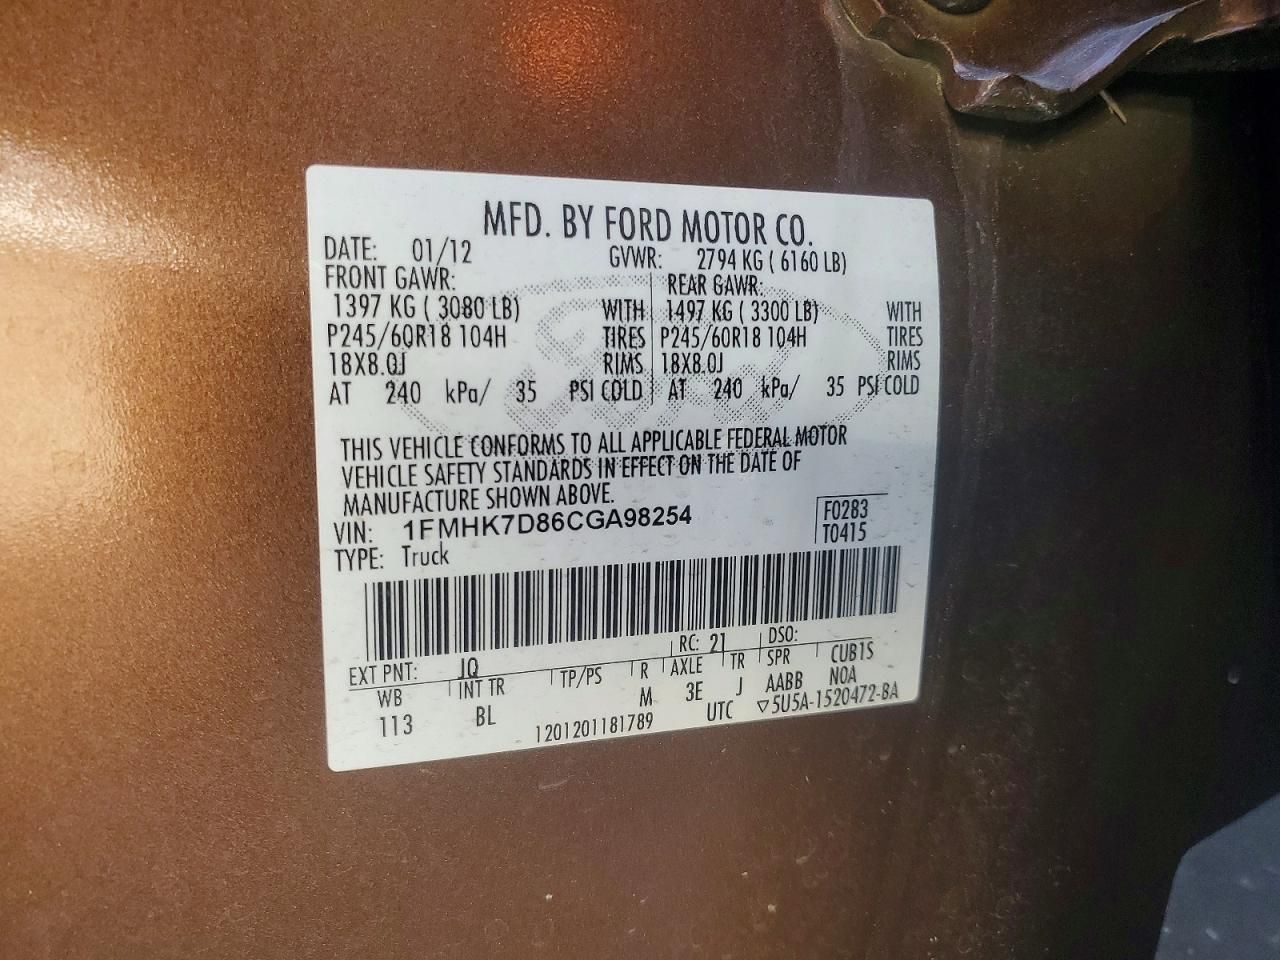 MFD. BY FORD MOTOR CO.
DATE: 01/12 GVWR: 2794 KG ( 6160 LB)
FRONT GAWR: REAR GAWR:
1397 KG ( 3080 LB) WITH 1497 KG ( 3300 LB) WITH
P245/60R18 104H TIRES P245/60R18 104H TIRES
18X8.0J RIMS 18X8.0J RIMS
AT 240 kPa/ 35 PSI COLD AT 240 kPa/ 35 PSI COLD
THIS VEHICLE CONFORMS TO ALL APPLICABLE FEDERAL MOTOR
VEHICLE SAFETY STANDARDS IN EFFECT ON THE DATE OF
MANUFACTURE SHOWN ABOVE.
VIN: 1FMHK7D86CGA98254 F0283
TYPE: Truck T0415
EXT PNT: JQ RC: 21 DSO:
WB INT TR TP/PS R AXLE TR SPR CUB1S
113 BL M 3E J AABB N0A
1201201181789 UTC ▽5U5A-1520472-BA